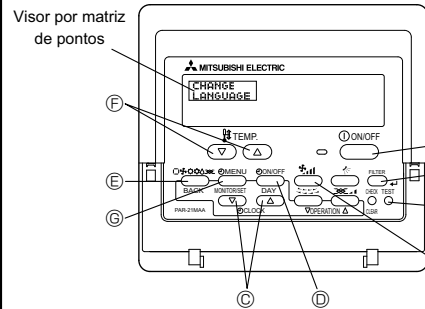 Visor por matriz
de pontos
MITSUBISHI ELECTRIC
CHANGE
LANGUAGE
Ⓕ
TEMP.
ON/OFF
Ⓔ
MENU
ON/OFF
FILTER
BACK
MONITOR/SET
DAY
CHECK TEST
PAR-21MAA
CLOCK
OPERATION
CLEAR
Ⓖ
Ⓒ
Ⓓ